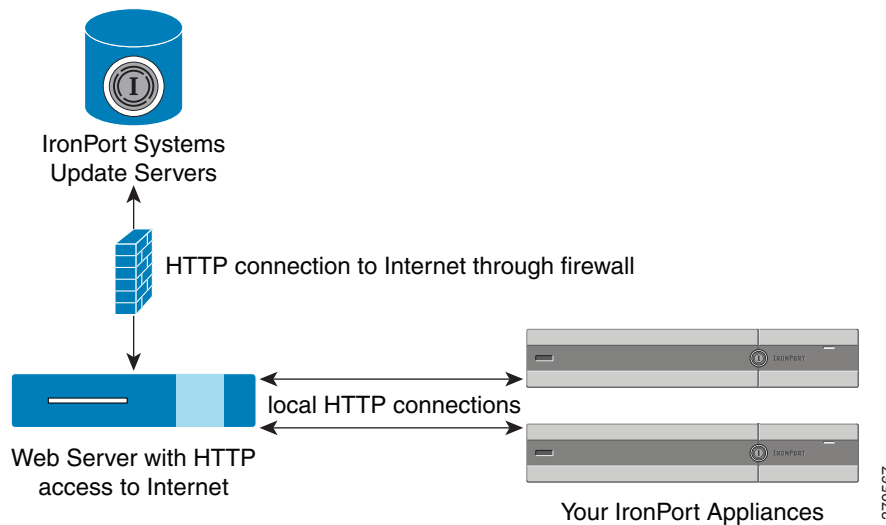 I
IronPort Systems
Update Servers
HTTP connection to Internet through firewall
I IRONPORT
local HTTP connections
I IRONPORT
Web Server with HTTP
access to Internet
Your IronPort Appliances